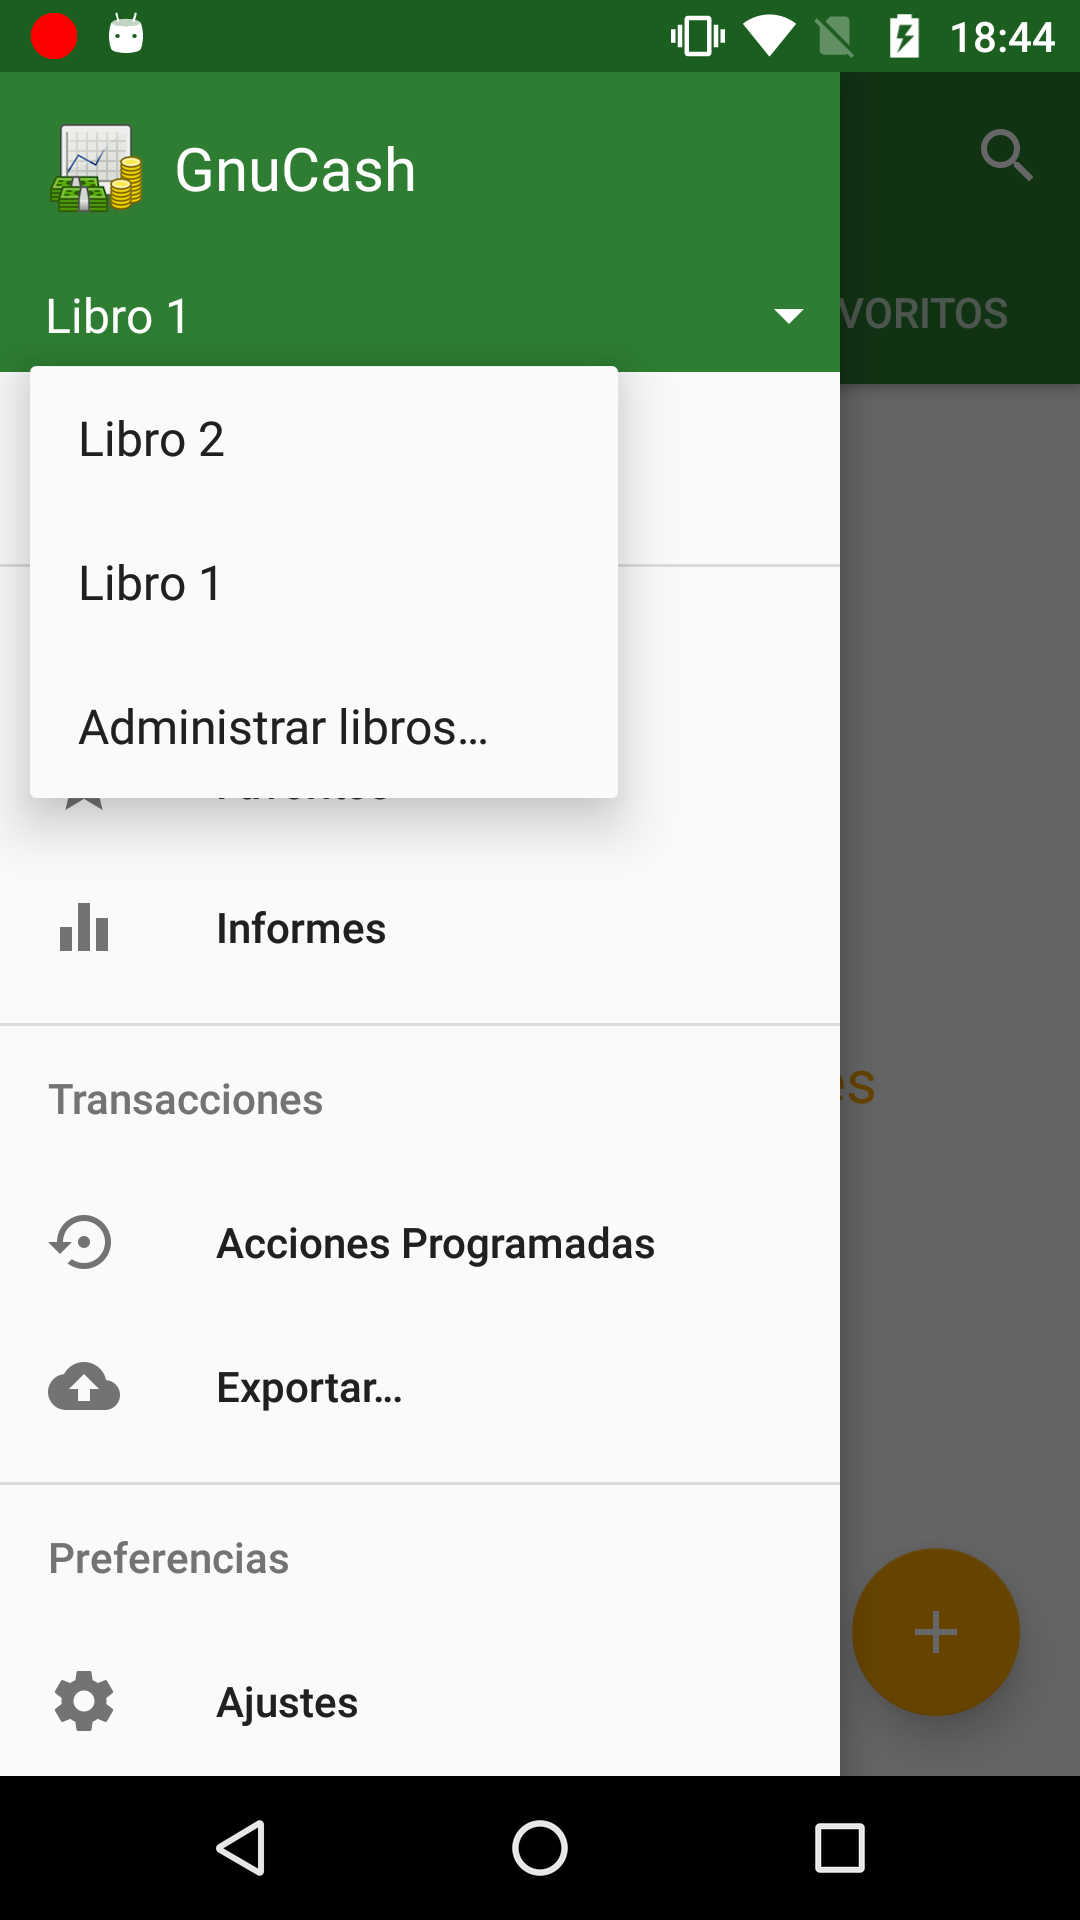 18:44
GnuCash
Libro 1
VORITOS
Libro 2
Libro 1
Administrar libros...
Informes
es
Transacciones
Acciones Programadas
Exportar...
Preferencias
Ajustes